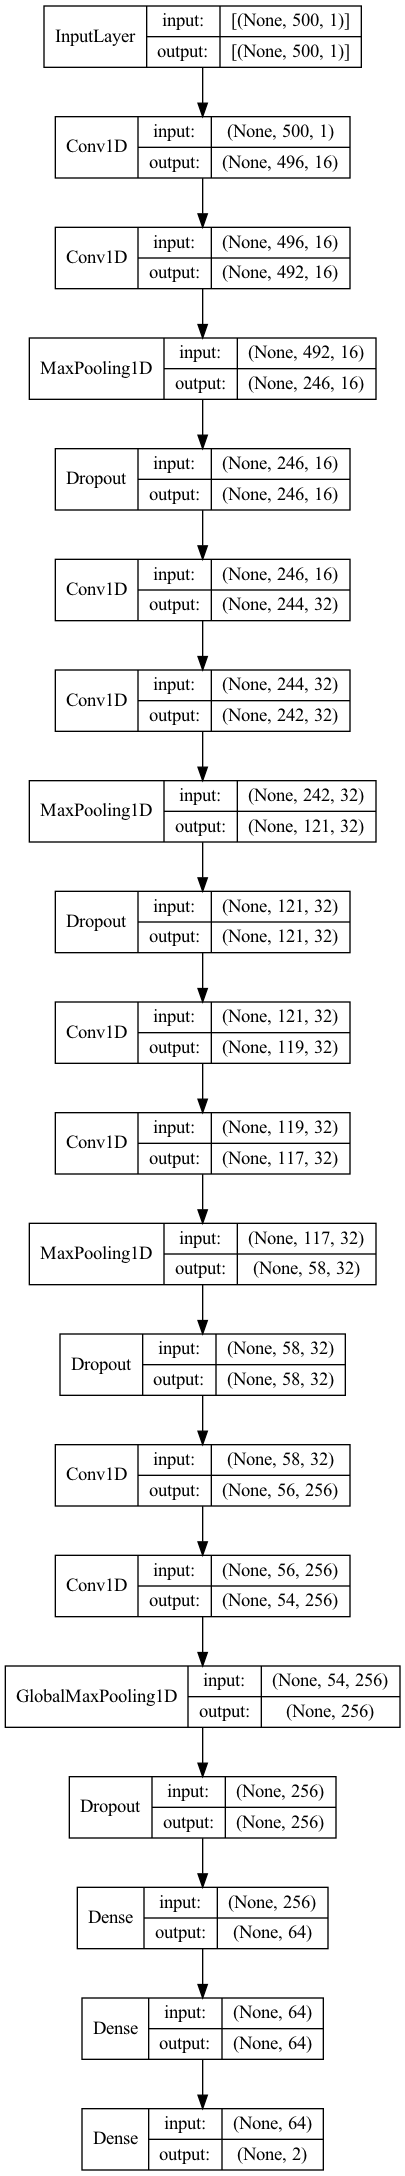 InputLayer
input: [(None, 500, 1)]
output: [(None, 500, 1)]
Conv1D
input: (None, 500, 1)
output: (None, 496, 16)
Conv1D
input: (None, 496, 16)
output: (None, 492, 16)
MaxPooling1D
input: (None, 492, 16)
output: (None, 246, 16)
Dropout
input: (None, 246, 16)
output: (None, 246, 16)
Conv1D
input: (None, 246, 16)
output: (None, 244, 32)
Conv1D
input: (None, 244, 32)
output: (None, 242, 32)
MaxPooling1D
input: (None, 242, 32)
output: (None, 121, 32)
Dropout
input: (None, 121, 32)
output: (None, 121, 32)
Conv1D
input: (None, 121, 32)
output: (None, 119, 32)
Conv1D
input: (None, 119, 32)
output: (None, 117, 32)
MaxPooling1D
input: (None, 117, 32)
output: (None, 58, 32)
Dropout
input: (None, 58, 32)
output: (None, 58, 32)
Conv1D
input: (None, 58, 32)
output: (None, 56, 256)
Conv1D
input: (None, 56, 256)
output: (None, 54, 256)
GlobalMaxPooling1D
input: (None, 54, 256)
output: (None, 256)
Dropout
input: (None, 256)
output: (None, 256)
Dense
input: (None, 256)
output: (None, 64)
Dense
input: (None, 64)
output: (None, 64)
Dense
input: (None, 64)
output: (None, 2)